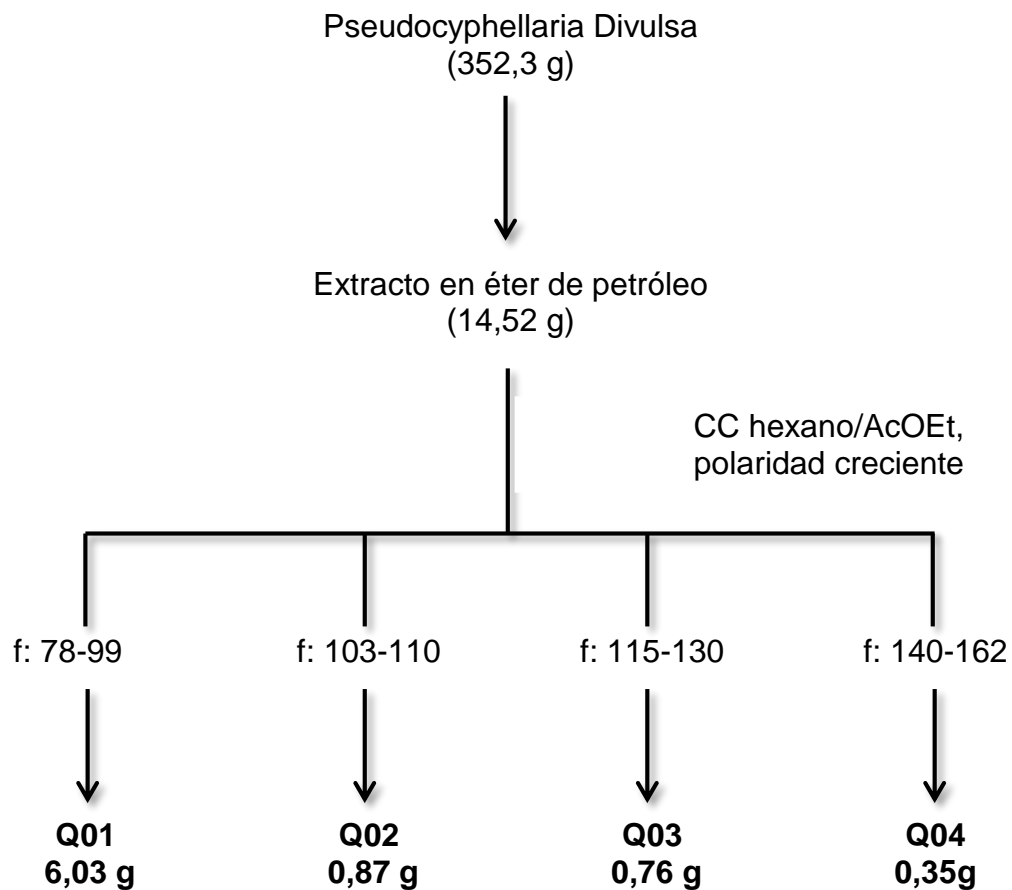 Pseudocyphellaria Divulsa
(352,3 g)
Extracto en éter de petróleo
(14,52 g)
CC hexano/AcOEt,
polaridad creciente
f: 78-99
f: 103-110
f: 115-130
f: 140-162
Q01
6,03 g
Q02
0,87 g
Q03
0,76 g
Q04
0,35g